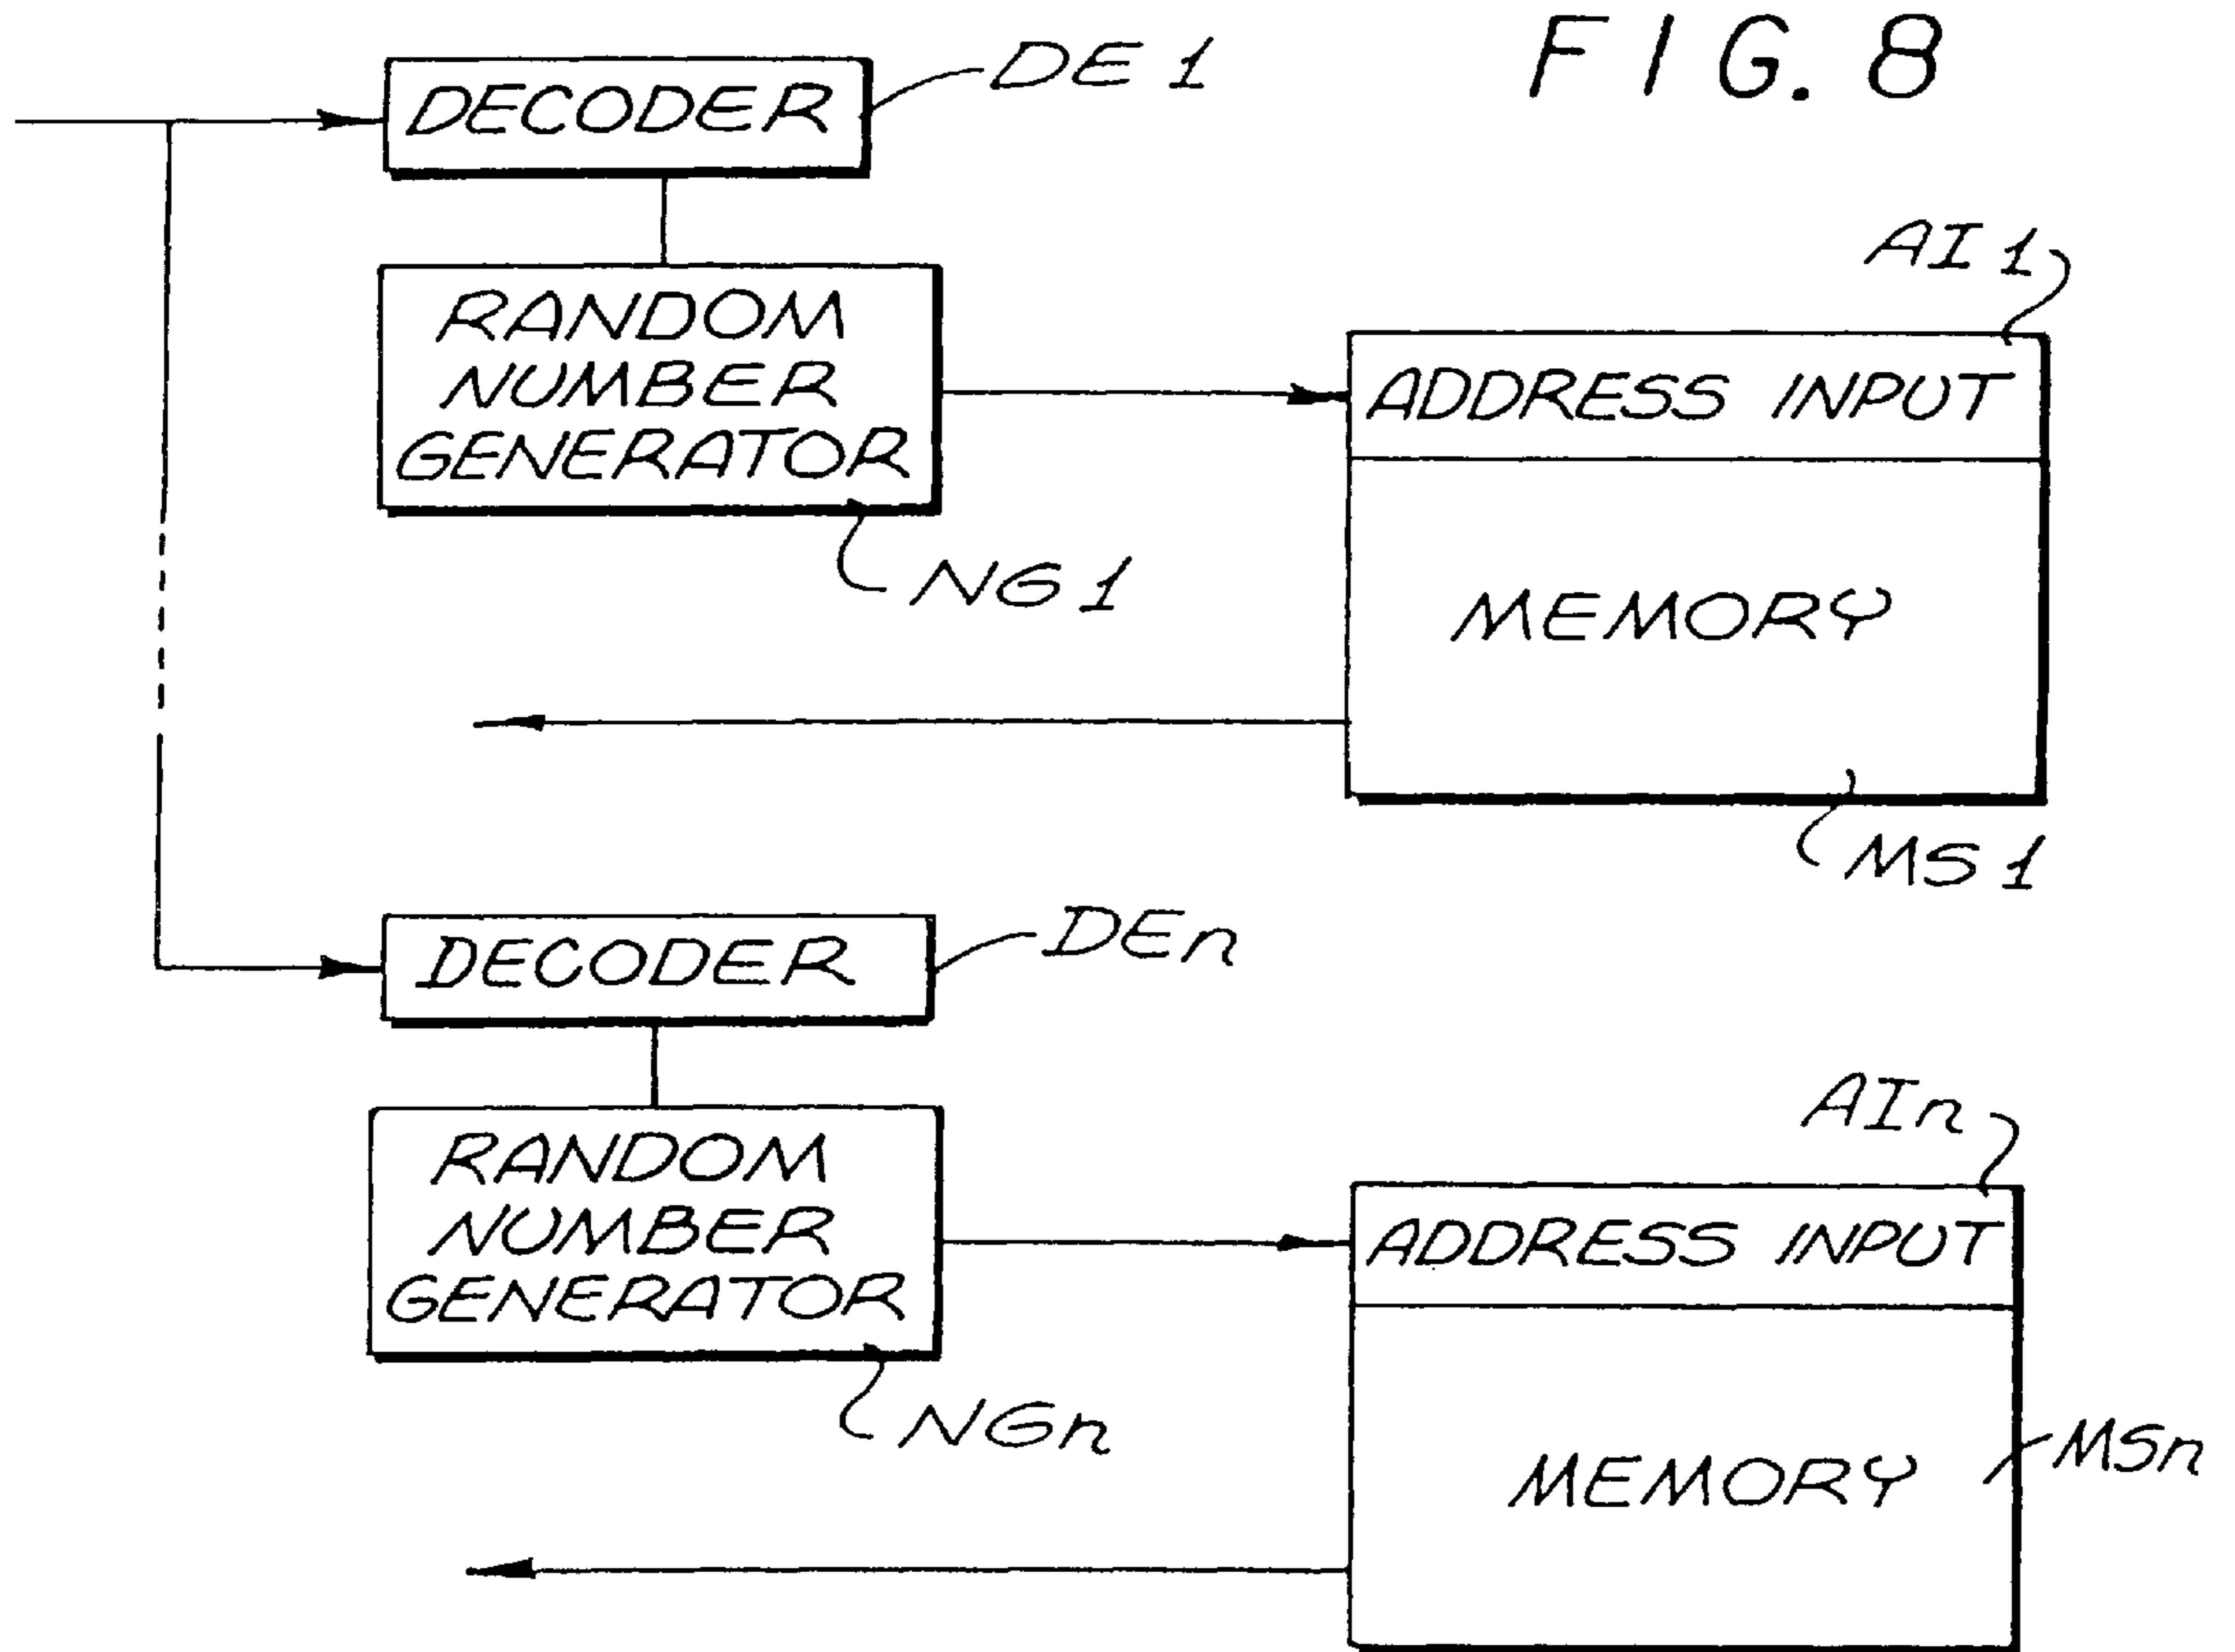 FIG. 8
DECODER
DE 1
RANDOM
NUMBER
GENERATOR
NG 1
AI 1
ADDRESS INPUT
MEMORY
MS 1
DECODER
DEn
RANDOM
NUMBER
GENERATOR
NGn
AIn
ADDRESS INPUT
MEMORY
MSn